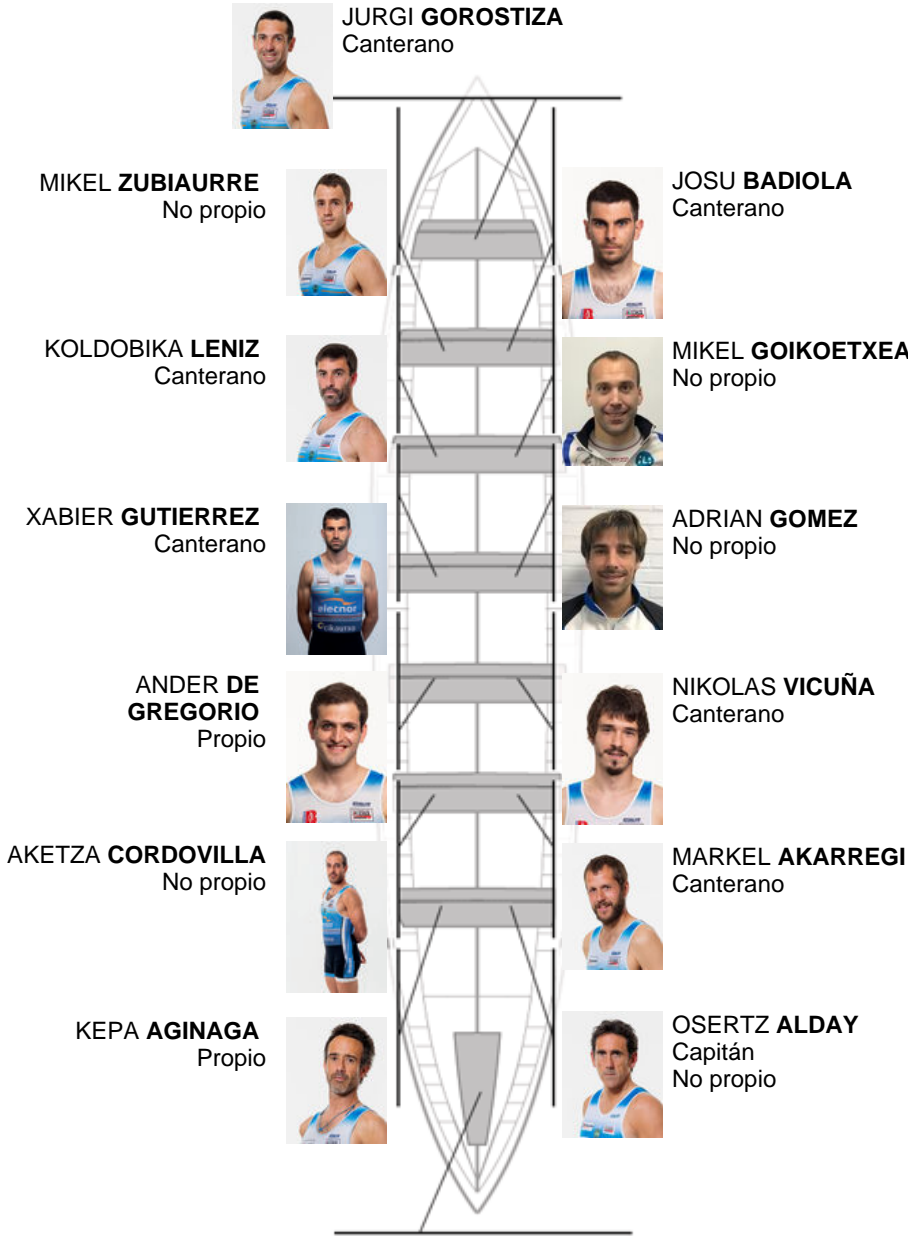 JURGI GOROSTIZA
Canterano
MIKEL ZUBIAURRE
No propio
JOSU BADIOLA
Canterano
KOLDOBIKA LENIZ
Canterano
MIKEL GOIKOETXEA
No propio
XABIER GUTIERREZ
Canterano
ADRIAN GOMEZ
No propio
elecnor
cikautxo
ANDER DE
GREGORIO
Propio
NIKOLAS VICUÑA
Canterano
AKETZA CORDOVILLA
No propio
MARKEL AKARREGI
Canterano
KEPA AGINAGA
Propio
OSERTZ ALDAY
Capitán
No propio